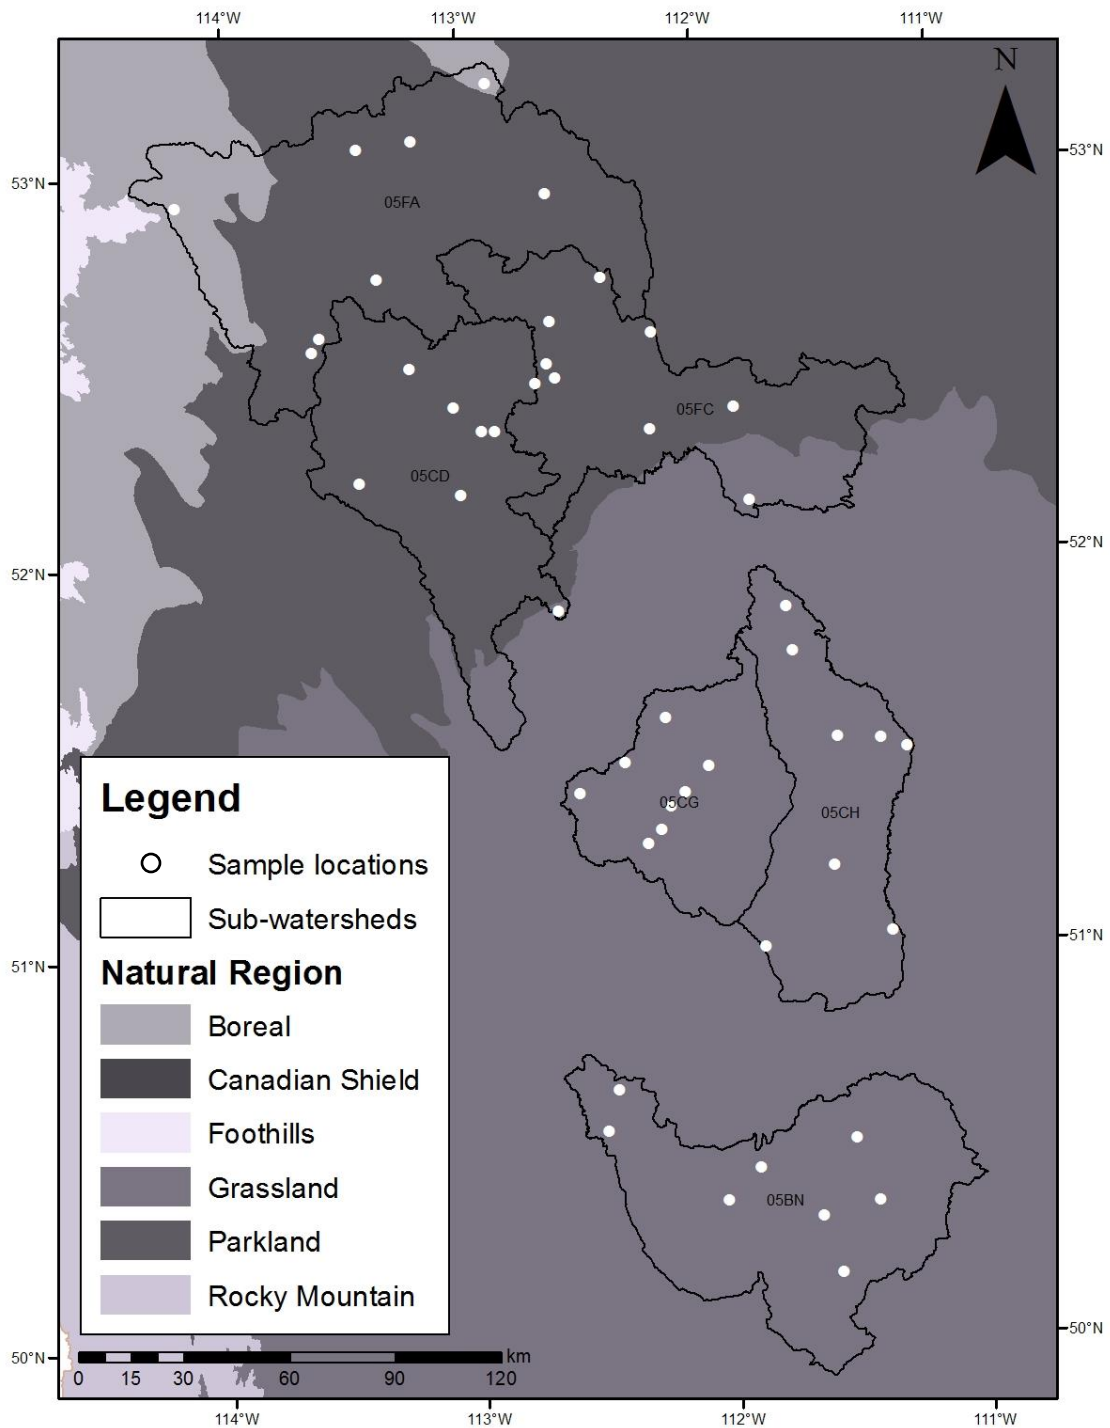 114°W 113°W 112°W 111°W
N
53°N 53°N
05FA
05FC
05CD
52°N 52°N
05CG
05CH
Legend
Sample locations
Sub-watersheds
51°N 51°N
Natural Region
Boreal
Canadian Shield
Foothills
Grassland
05BN
Parkland
Rocky Mountain
50°N 50°N
km
0 15 30 60 90 120
114°W 113°W 112°W 111°W